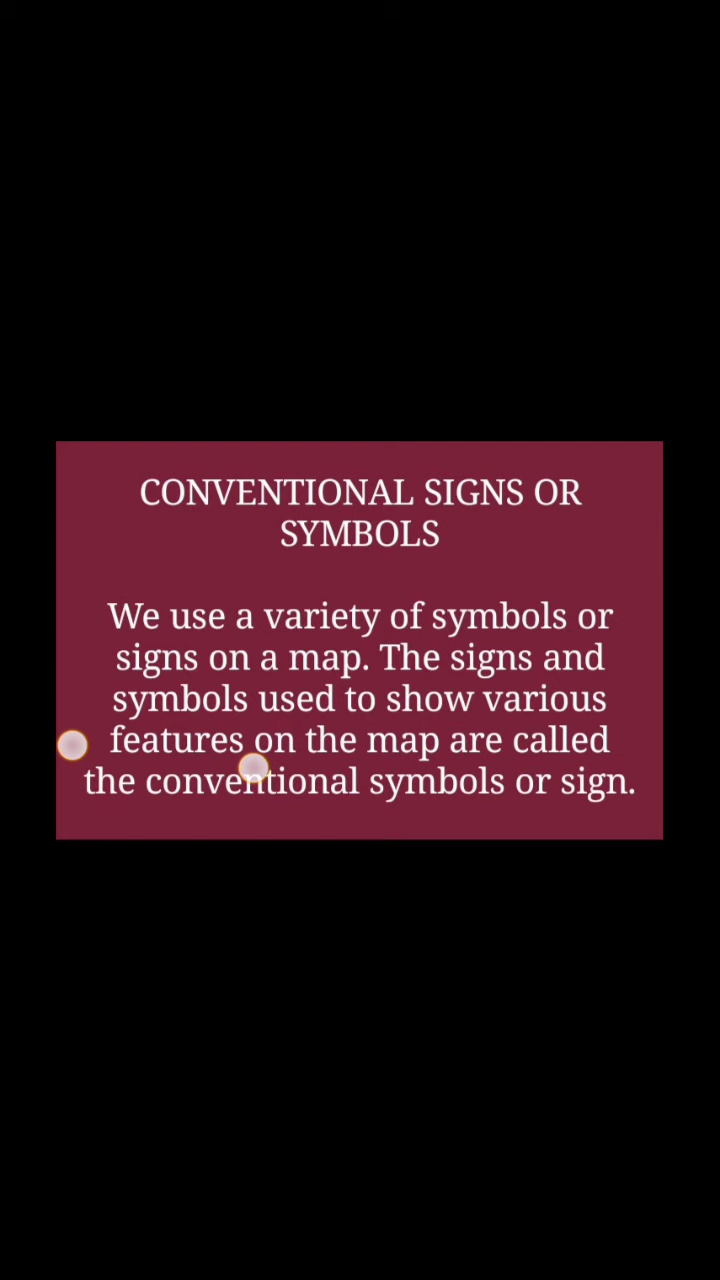 CONVENTIONAL SIGNS OR
SYMBOLS
We use a variety of symbols or
signs on a map. The signs and
symbols used to show various
features on the map are called
the conventional symbols or sign.